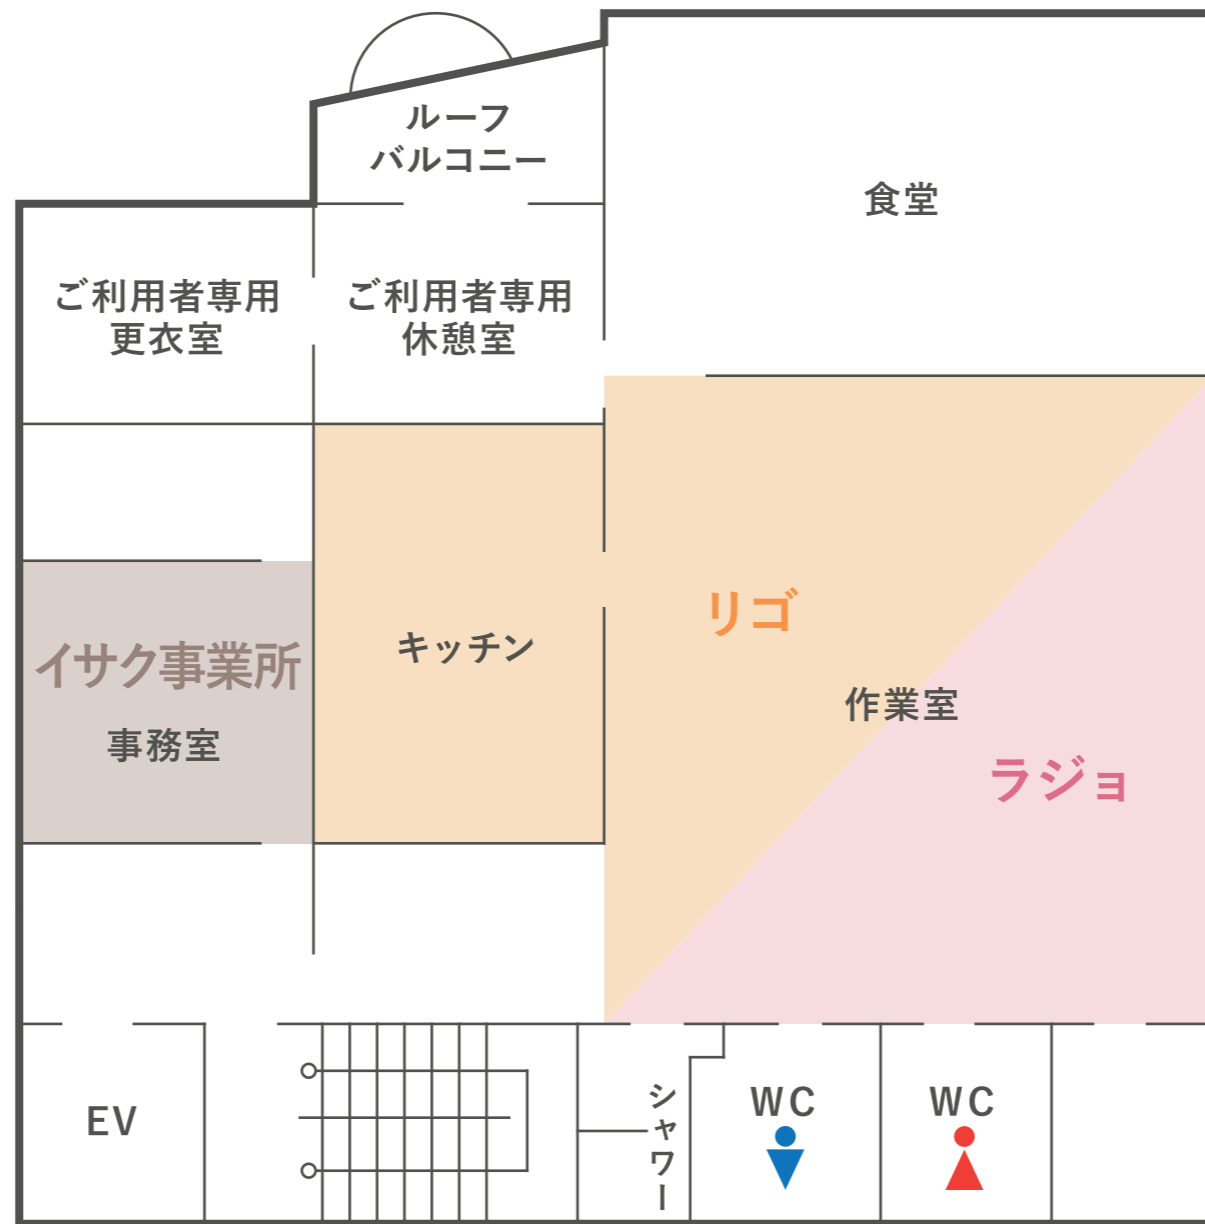 ルーフ
バルコニー
食堂
ご利用者専用
更衣室
ご利用者専用
休憩室
リゴ
イサク事業所
事務室
キッチン
作業室
ラジョ
EV
シャワー
WC
WC